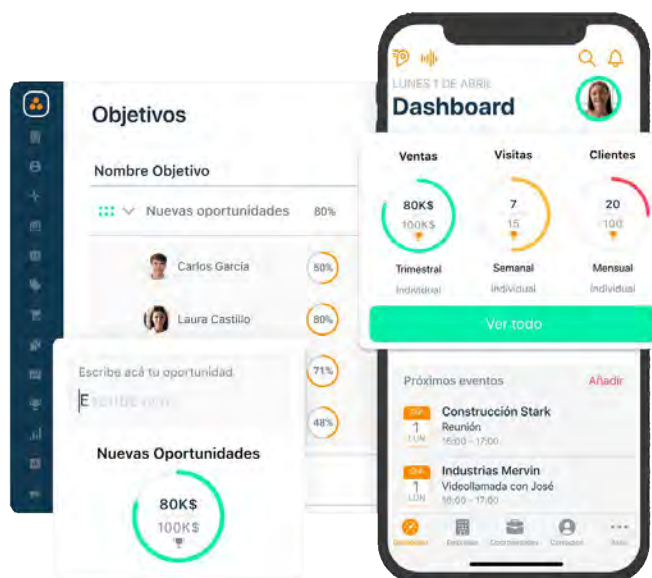 Objetivos
Nombre Objetivo
Nuevas oportunidades 80%
Carlos García 50%
Laura Castillo 80%
71%
48%
Escribe acá tu oportunidad
Nuevas Oportunidades
80K$
100K$
LUNES 1 DE ABRIL
Dashboard
Ventas Visitas Clientes
80K$ 7 20
100K$ 15 100
Trimestral Semanal Mensual
Individual Individual Individual
Ver todo
Próximos eventos Añadir
1 Construcción Stark
LUN Reunión
16:00 - 17:00
1 Industrias Mervin
LUN Videollamada con José
16:00 - 17:00
Dashboard Contactos